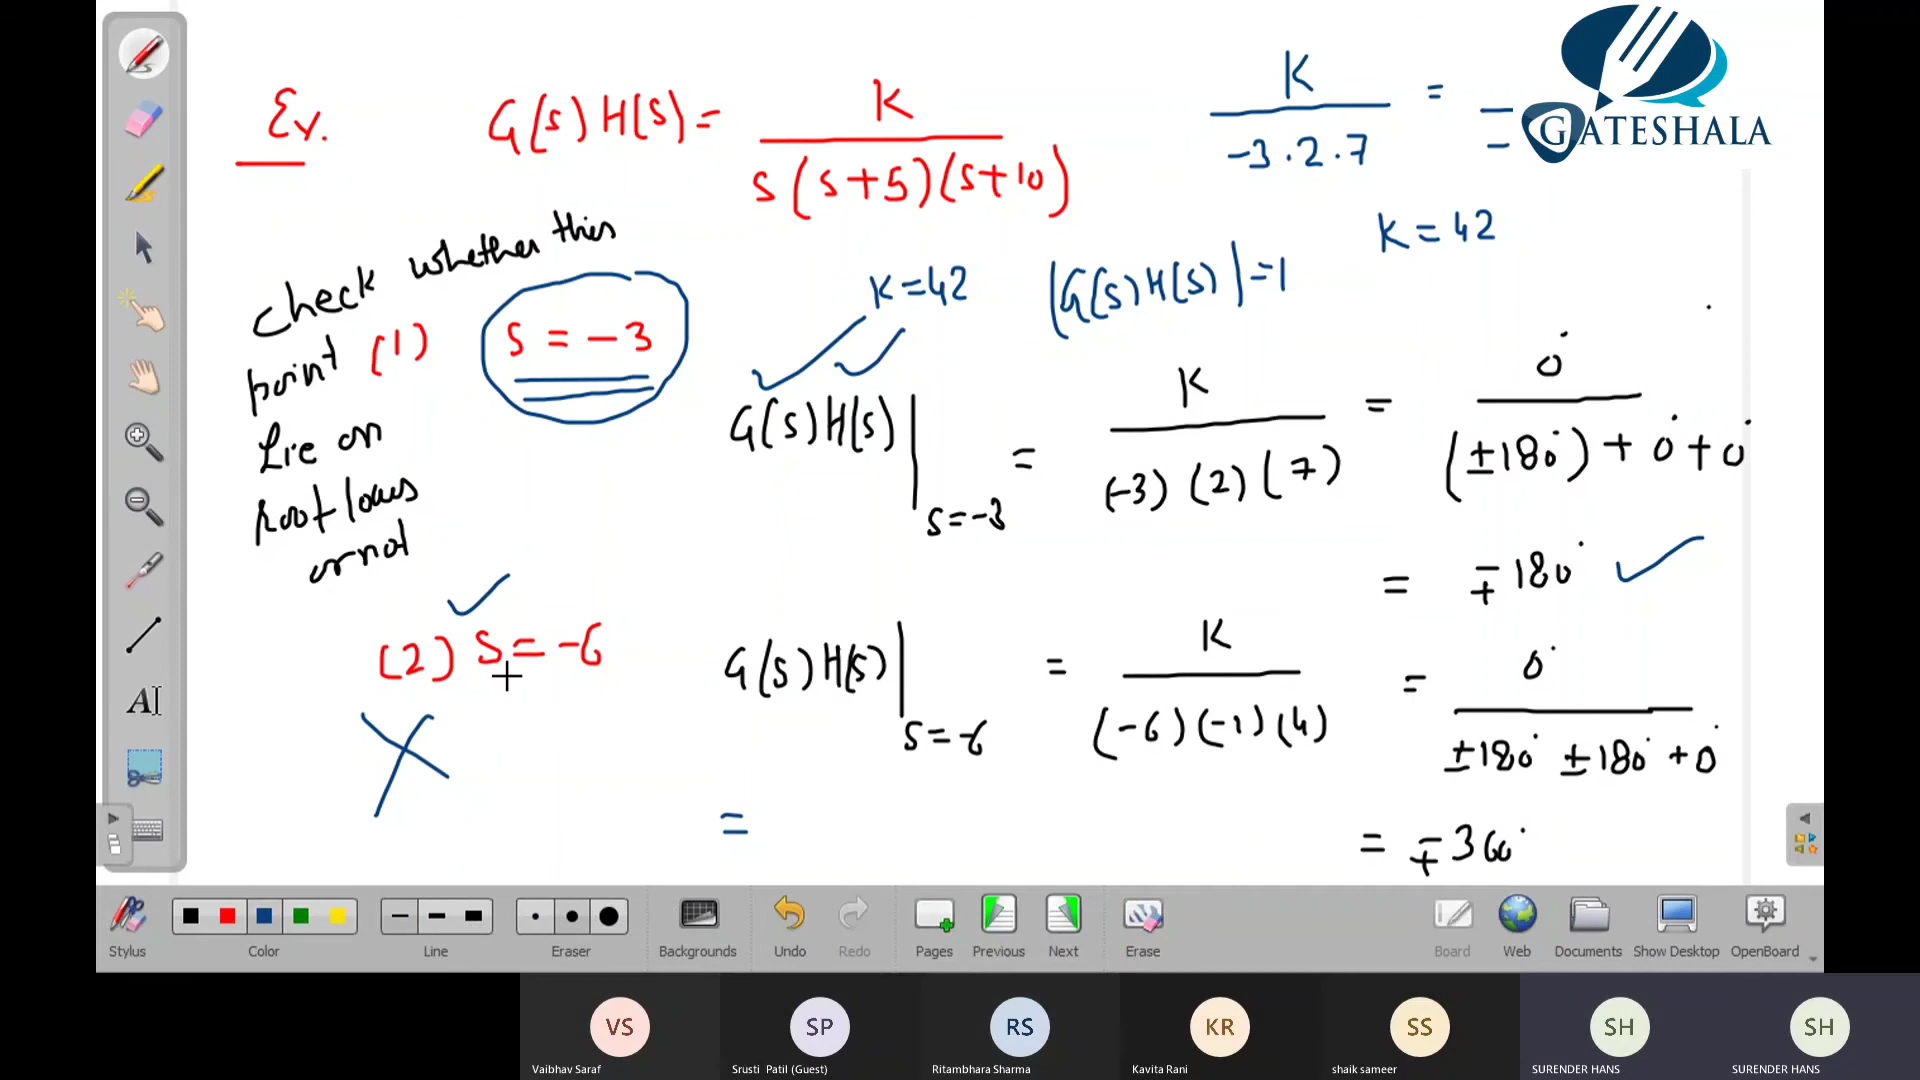 Ex. G(s) H(s) = K / s(s+5)(s+10)
K / -3.2.7 = -
GATESHALA
K = 42
check whether this
point (1) s = -3
Lie on
Root locus
or not
K = 42 |G(s)H(s)| = 1
G(s)H(s)| s=-3 = K / (-3)(2)(7) = 0° / (±180°) + 0° + 0°
= ∓180°
(2) s = -6
G(s)H(s)| s=-6 = K / (-6)(-1)(4) = 0° / ±180° ±180° + 0°
=
= ∓360°
Stylus Color Line Eraser Backgrounds Undo Redo Pages Previous Next Erase Board Web Documents Show Desktop OpenBoard
VS SP RS KR SS SH SH
Vaibhav Saraf Srusti Patil (Guest) Ritambhara Sharma Kavita Rani shaik sameer SURENDER HANS SURENDER HANS